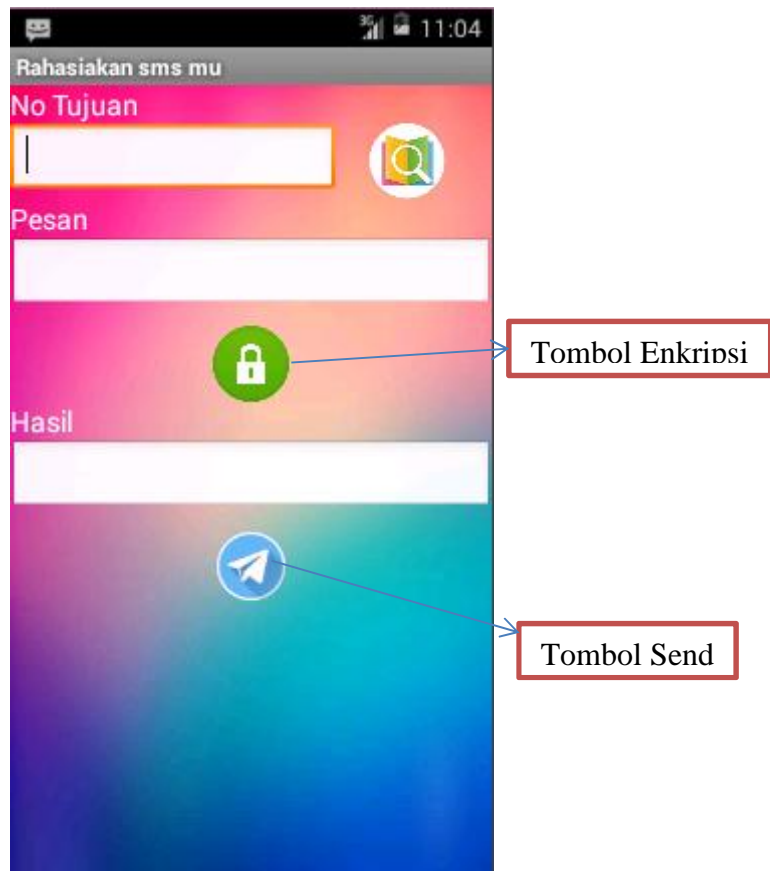 11:04
Rahasiakan sms mu
No Tujuan
Pesan
Tombol Enkripsi
Hasil
Tombol Send